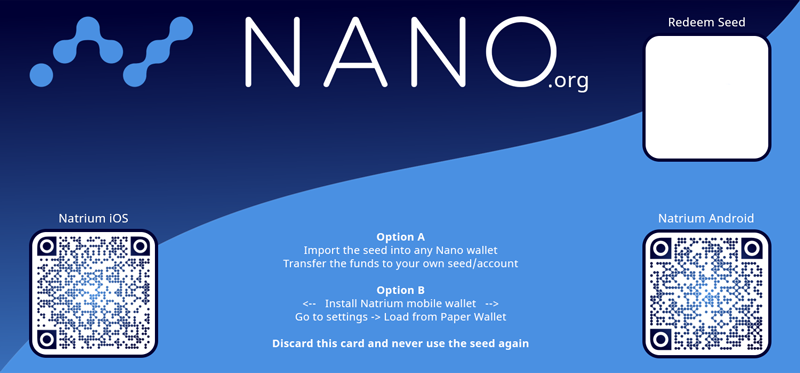 NANO
.org
Redeem Seed
Natrium iOS
Natrium Android
Option A
Import the seed into any Nano wallet
Transfer the funds to your own seed/account
Option B
<-- Install Natrium mobile wallet -->
Go to settings -> Load from Paper Wallet
Discard this card and never use the seed again